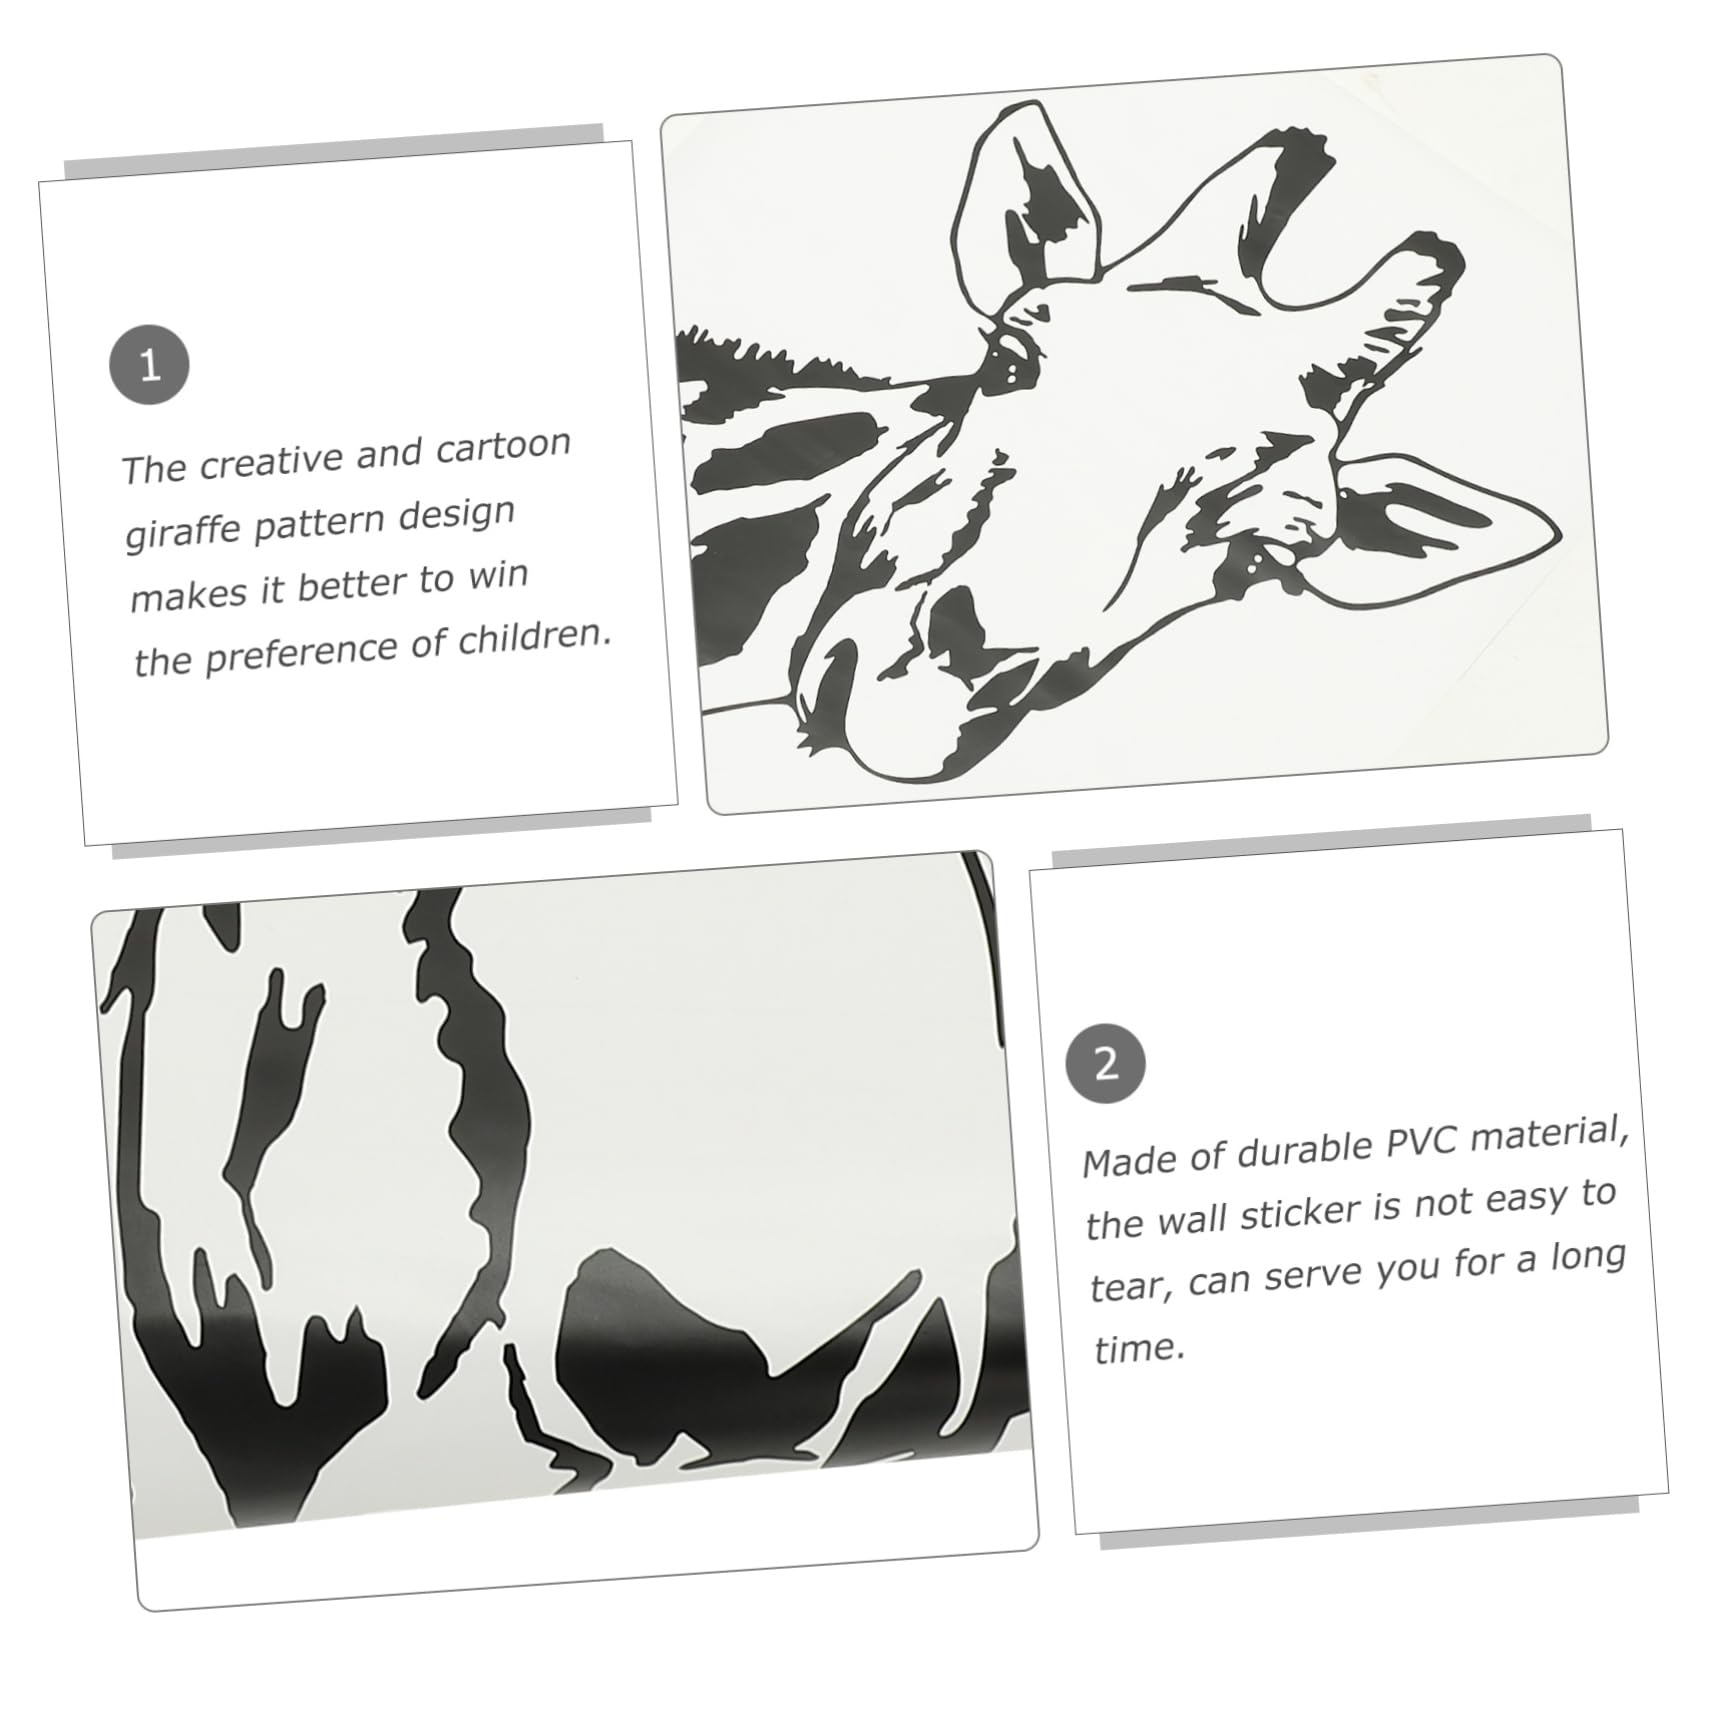 1
The creative and cartoon
giraffe pattern design
makes it better to win
the preference of children.
2
Made of durable PVC material,
the wall sticker is not easy to
tear, can serve you for a long
time.